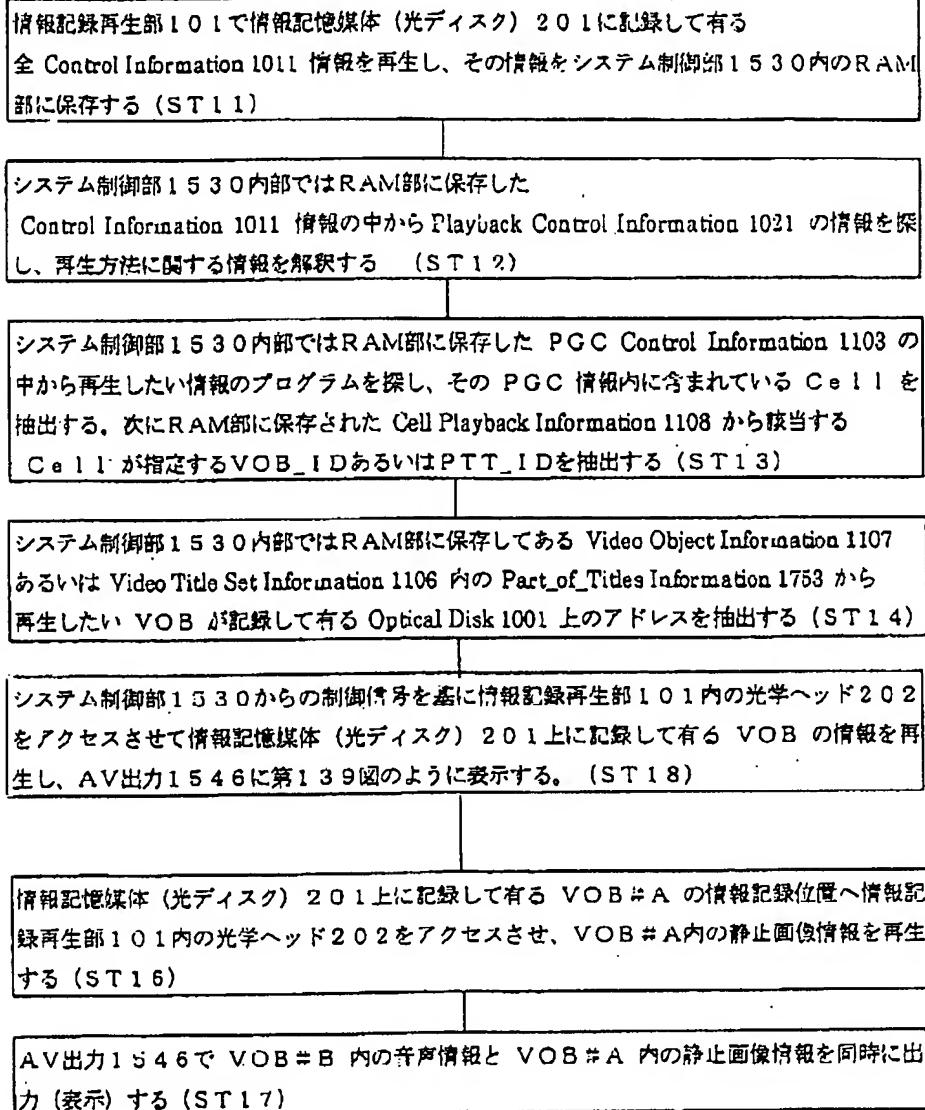 情報記録再生部101で情報記憶媒体(光ディスク)201に記録して有る
全 Control Information 1011 情報を再生し、その情報をシステム制御部1530内のRAM
部に保存する(ST11)
システム制御部1530内部ではRAM部に保存した
Control Information 1011 情報の中から Playback Control Information 1021 の情報を探
し、再生方法に関する情報を解釈する (ST12)
システム制御部1530内部ではRAM部に保存した PGC Control Information 1103 の
中から再生したい情報のプログラムを探し、その PGC 情報内に含まれている Cell を
抽出する。次にRAM部に保存された Cell Playback Information 1108 から該当する
Cell が指定するVOB_IDあるいはPTT_IDを抽出する(ST13)
システム制御部1530内部ではRAM部に保存してある Video Object Information 1107
あるいは Video Title Set Information 1106 内の Part_of_Titles Information 1753 から
再生したい VOB が記録して有る Optical Disk 1001 上のアドレスを抽出する(ST14)
システム制御部1530からの制御信号を基に情報記録再生部101内の光学ヘッド202
をアクセスさせて情報記憶媒体(光ディスク)201上に記録して有る VOB の情報を再
生し、AV出力1546に第139図のように表示する。(ST18)
情報記憶媒体(光ディスク)201上に記録して有る VOB#A の情報記録位置へ情報記
録再生部101内の光学ヘッド202をアクセスさせ、VOB#A内の静止画像情報を再生
する(ST16)
AV出力1546で VOB#B 内の音声情報と VOB#A 内の静止画像情報を同時に出
力(表示)する(ST17)